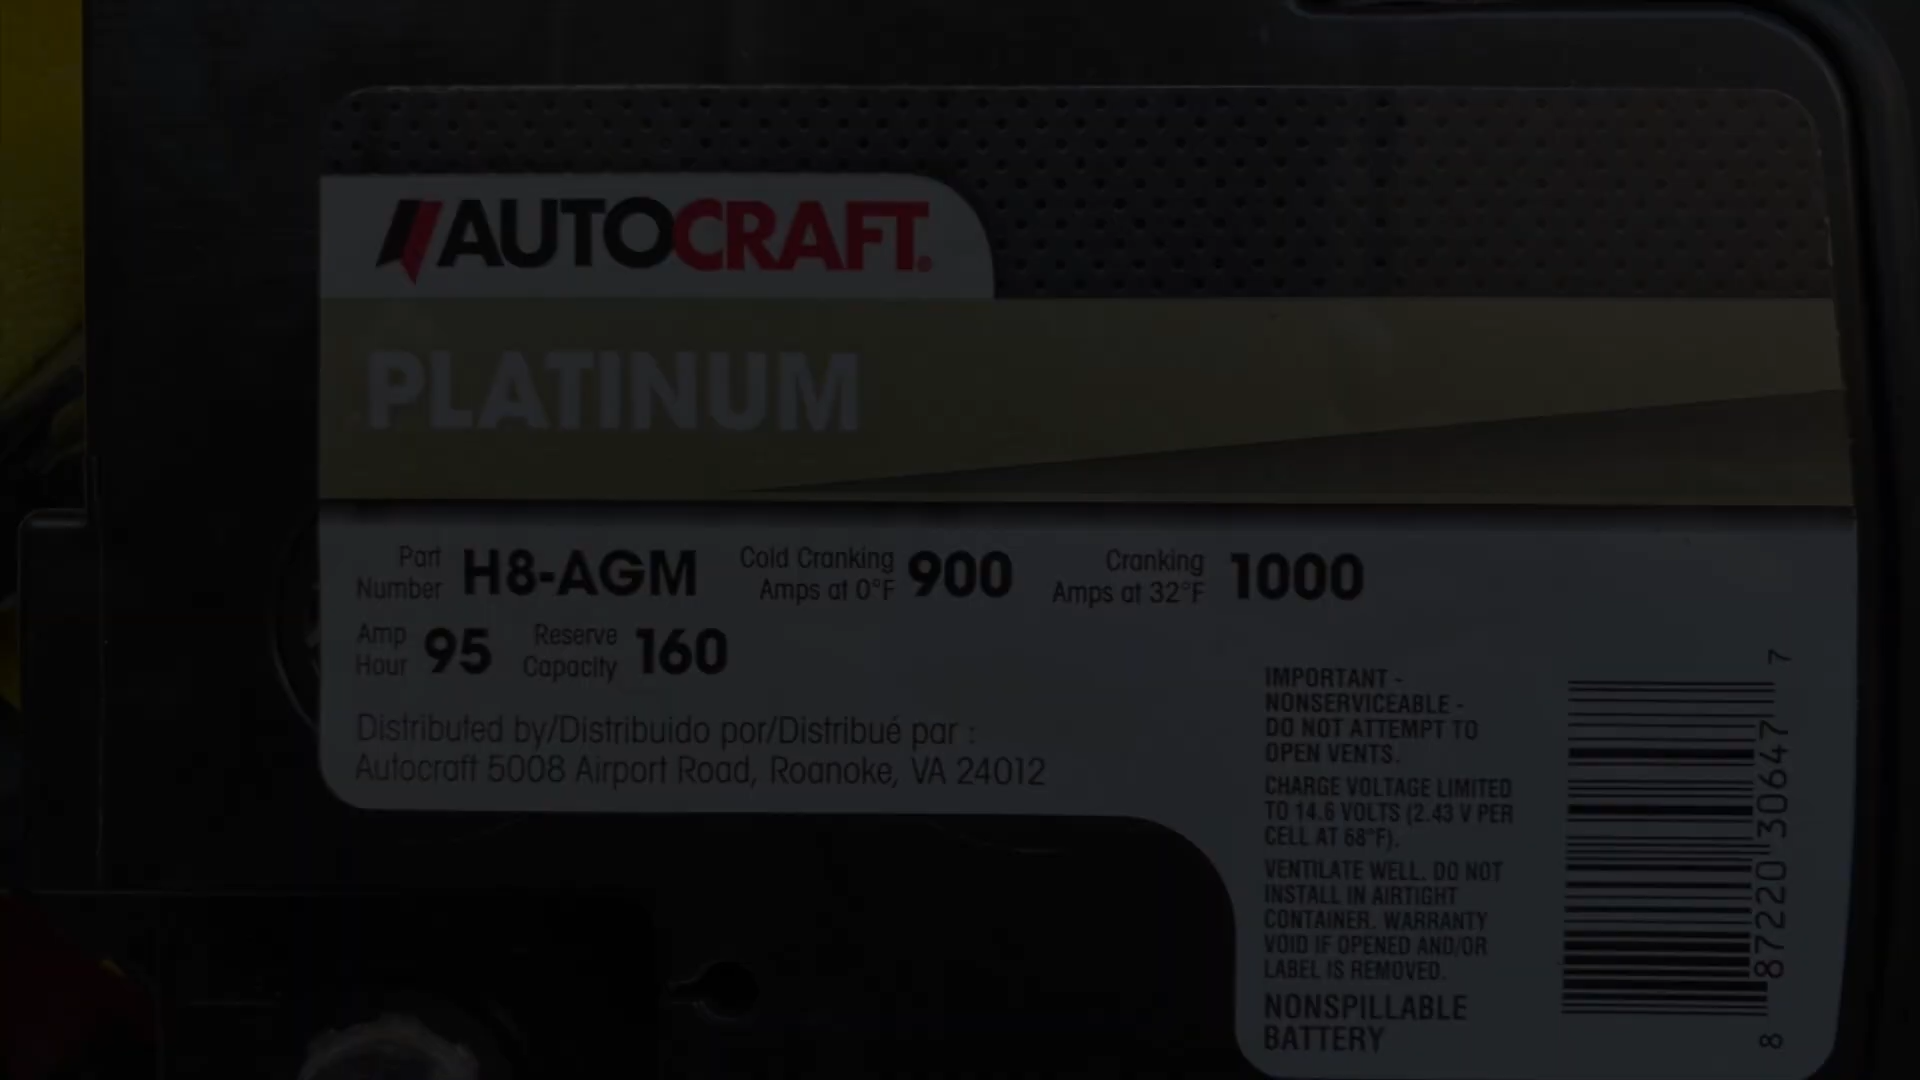 AUTOCRAFT®
PLATINUM
Part Number H8-AGM Cold Cranking Amps at 0°F 900 Cranking Amps at 32°F 1000
Amp Hour 95 Reserve Capacity 160
Distributed by/Distribuido por/Distribué par :
Autocraft 5008 Airport Road, Roanoke, VA 24012
IMPORTANT -
NONSERVICEABLE -
DO NOT ATTEMPT TO
OPEN VENTS.
CHARGE VOLTAGE LIMITED
TO 14.6 VOLTS (2.43 V PER
CELL AT 68°F).
VENTILATE WELL. DO NOT
INSTALL IN AIRTIGHT
CONTAINER. WARRANTY
VOID IF OPENED AND/OR
LABEL IS REMOVED.
NONSPILLABLE
BATTERY
8 87220 30647 7